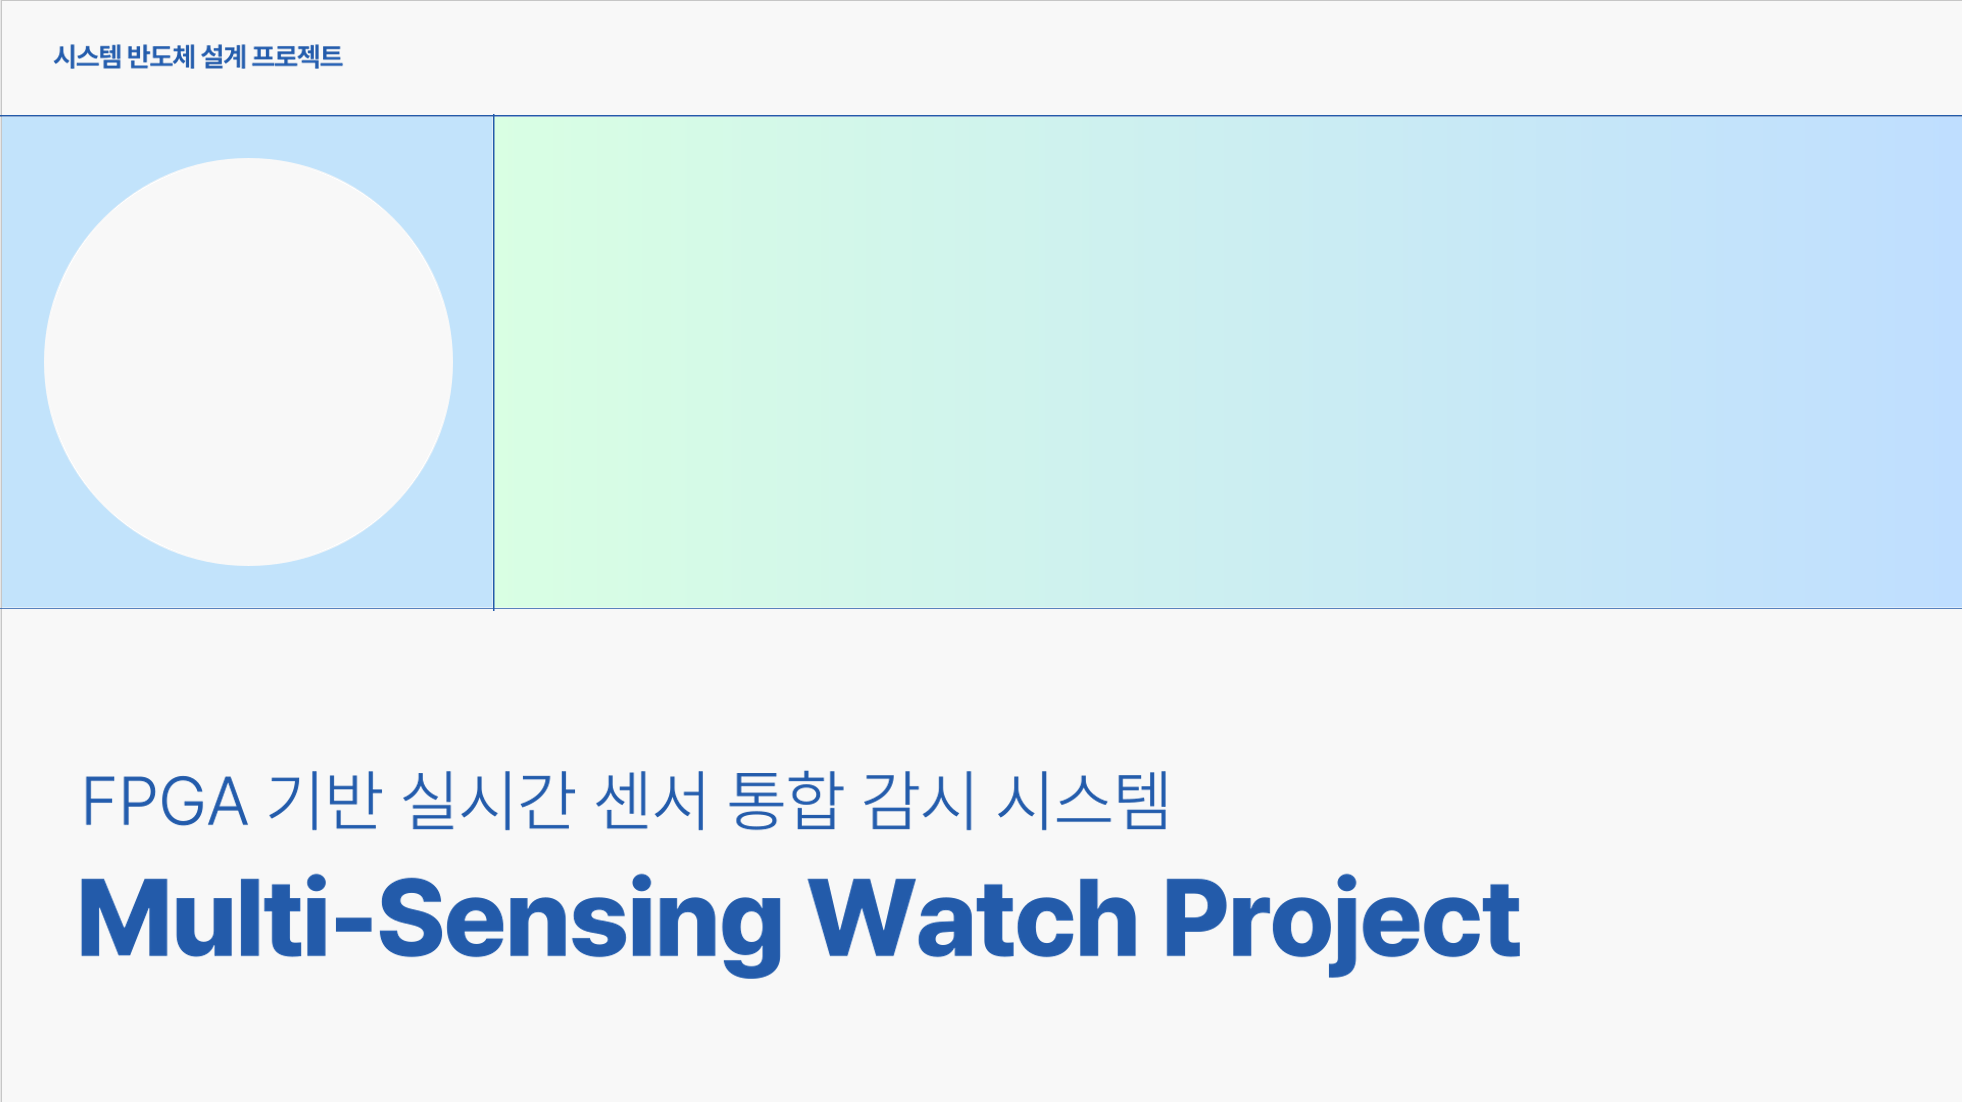 시스템 반도체 설계 프로젝트
FPGA 기반 실시간 센서 통합 감시 시스템
Multi-Sensing Watch Project